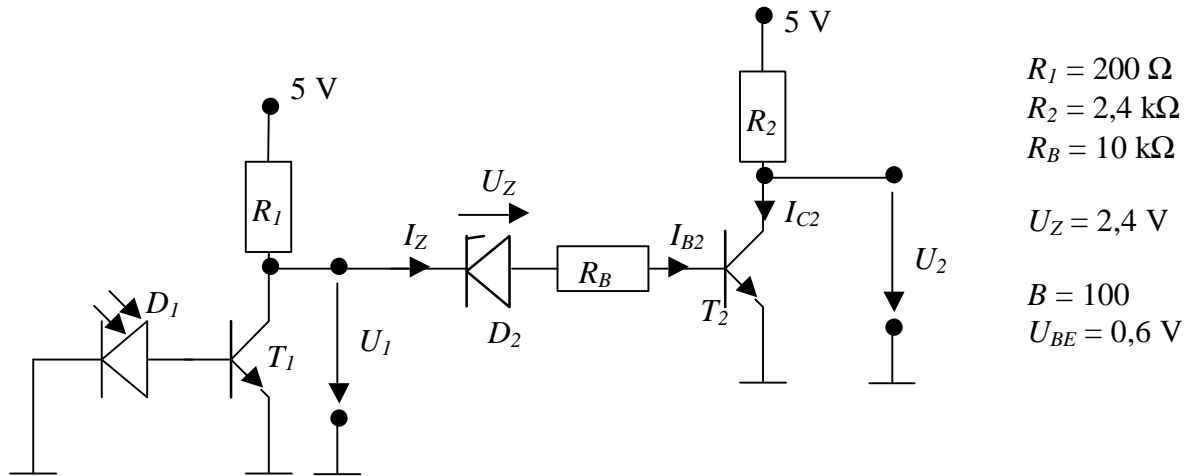 5 V
5 V
R1
R2
R1 = 200 Ω
R2 = 2,4 kΩ
RB = 10 kΩ
UZ = 2,4 V
B = 100
UBE = 0,6 V
UZ
IZ
IB2
IC2
RB
D2
T2
U2
D1
T1
U1